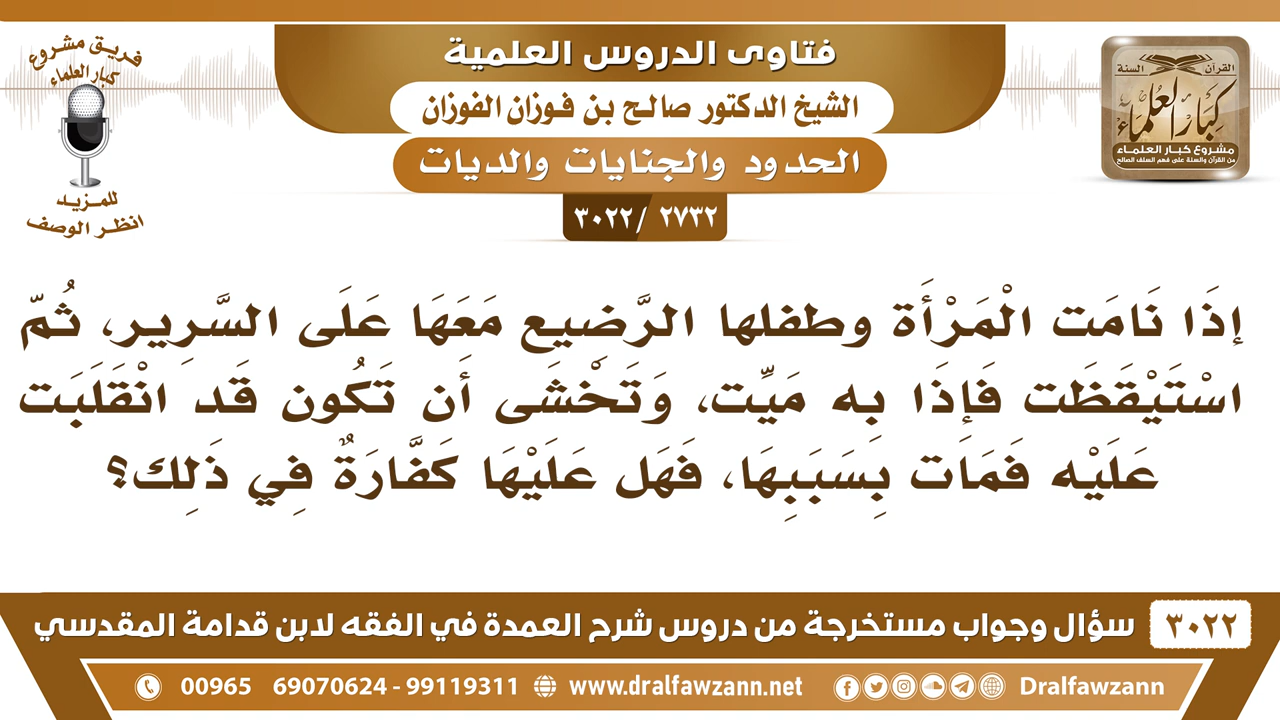 فتاوى الدروس العلمية
الشيخ الدكتور صالح بن فوزان الفوزان
الحدود والجنايات والديات
٢٧٣٢ / ٣٠٢٢
فريق مشروع
كبار العلماء
للمزيد
انظر الوصف
القرآن السنة
كبار العلماء
مشروع كبار العلماء
من القرآن والسنة على فهم السلف الصالح
إِذَا نَامَت الْمَرْأَة وطفلها الرَّضيع مَعَهَا عَلَى السَّرِير، ثُمّ
اسْتَيْقَظَت فَإِذَا به مَيِّت، وَتَخْشَى أَن تَكُون قَد انْقَلَبَت
عَلَيْه فَمَات بِسَبَبِهَا، فَهَل عَلَيْهَا كَفَّارَةٌ فِي ذَلِك؟
٣٠٢٢ سؤال وجواب مستخرجة من دروس شرح العمدة في الفقه لابن قدامة المقدسي
00965 69070624 - 99119311 www.dralfawzann.net Dralfawzann